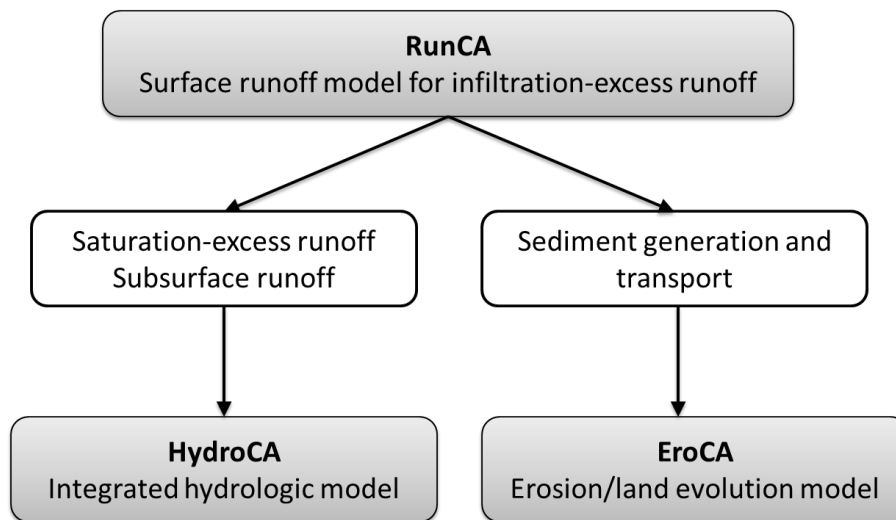 RunCA
Surface runoff model for infiltration-excess runoff
Saturation-excess runoff
Subsurface runoff
Sediment generation and
transport
HydroCA
Integrated hydrologic model
EroCA
Erosion/land evolution model